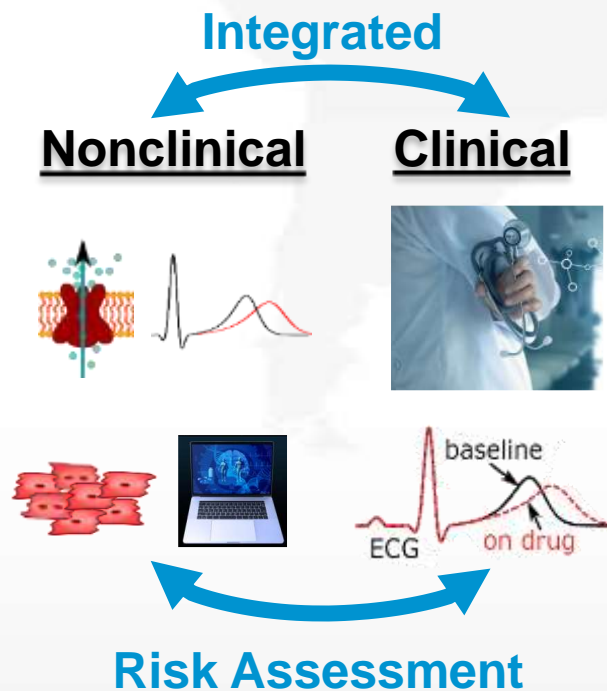 Integrated
Nonclinical Clinical
baseline
ECG on drug
Risk Assessment